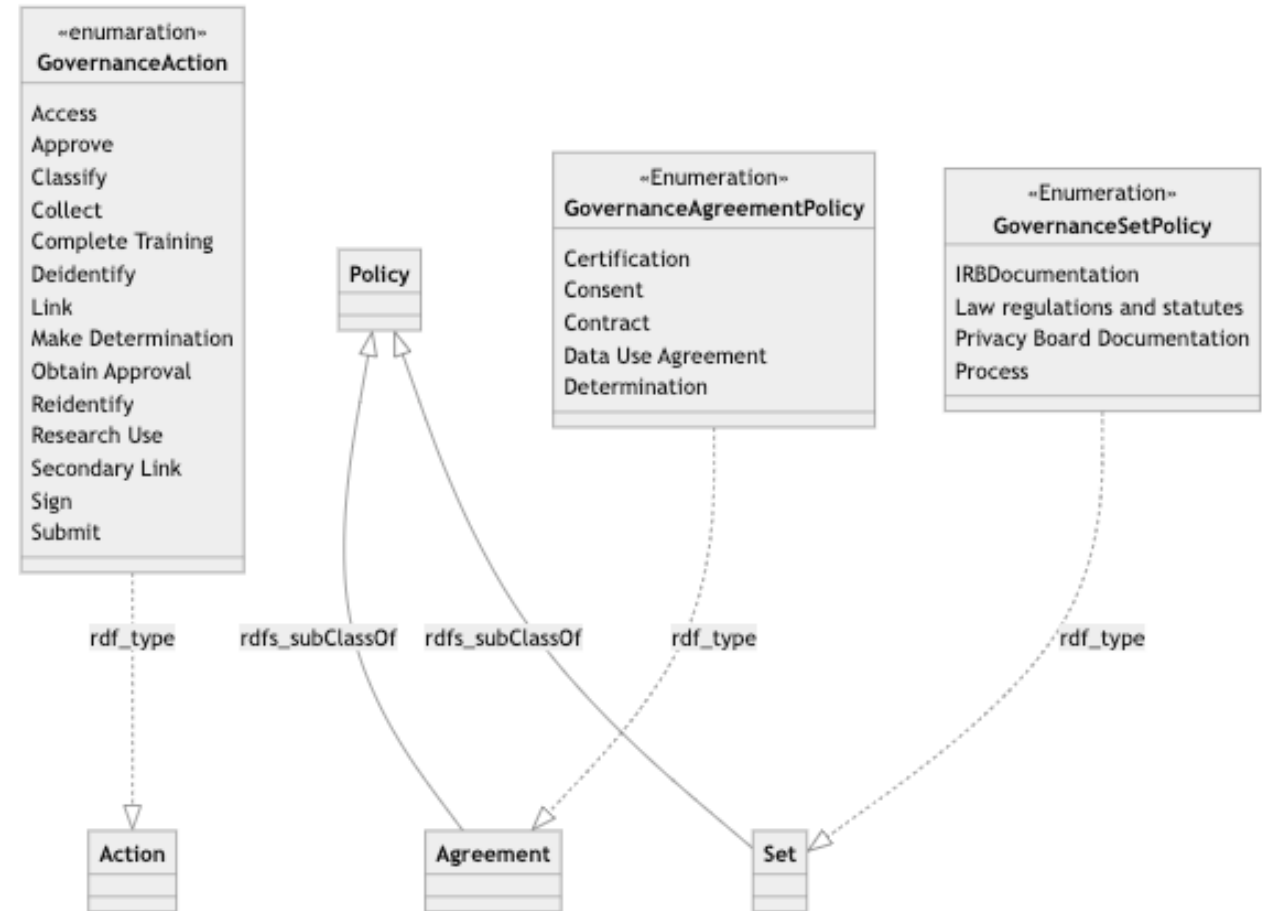 «enumaration»
GovernanceAction
Access
Approve
Classify
Collect
Complete Training
Deidentify
Link
Make Determination
Obtain Approval
Reidentify
Research Use
Secondary Link
Sign
Submit
Policy
«Enumeration»
GovernanceAgreementPolicy
Certification
Consent
Contract
Data Use Agreement
Determination
«Enumeration»
GovernanceSetPolicy
IRBDocumentation
Law regulations and statutes
Privacy Board Documentation
Process
rdf_type
rdfs_subClassOf
rdfs_subClassOf
rdf_type
rdf_type
Action
Agreement
Set